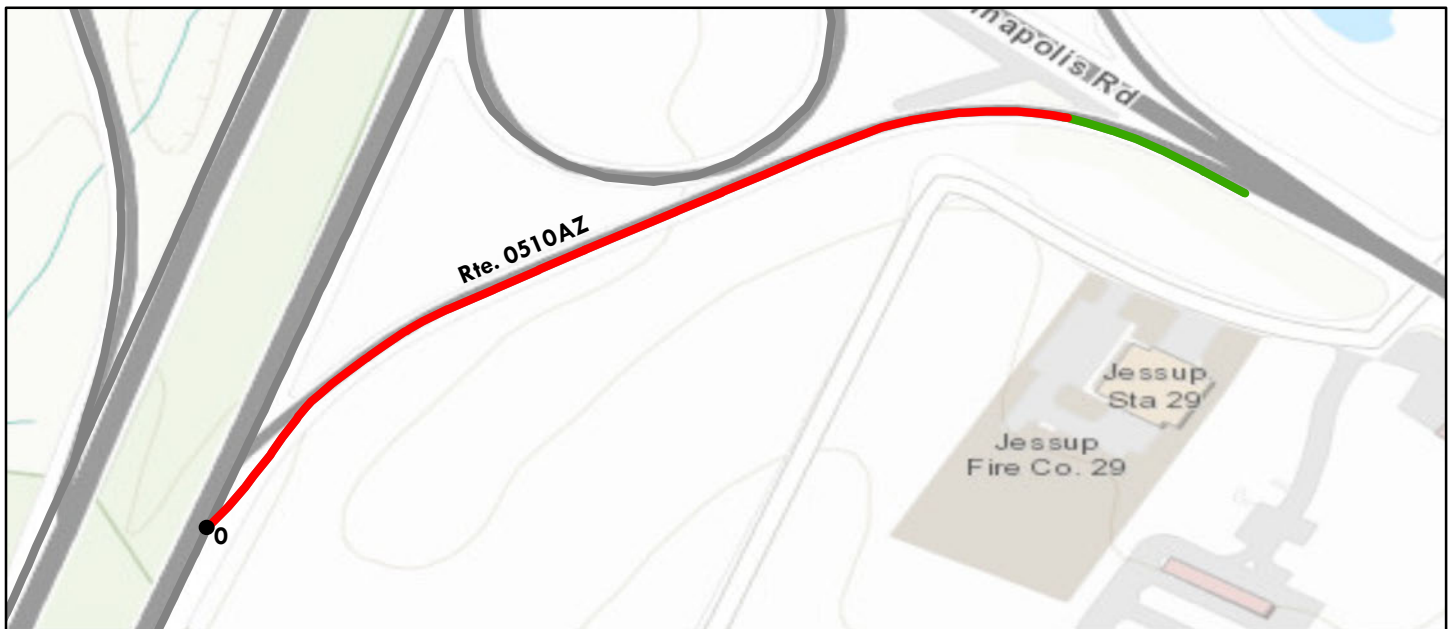 napolis Rd
Rte. 0510AZ
Jessup
Sta 29
Jessup
Fire Co. 29
0